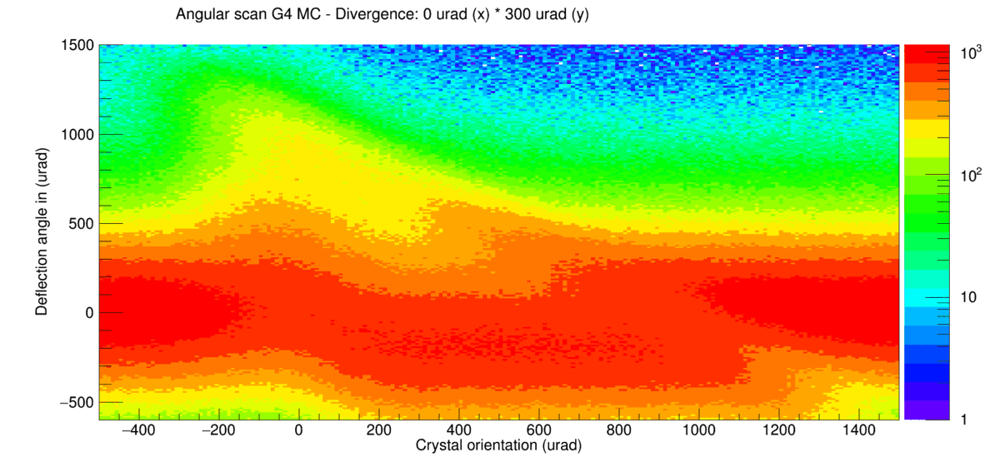 Angular scan G4 MC - Divergence: 0 urad (x) * 300 urad (y)
1500
1000
500
0
−500
Deflection angle in (urad)
−400 −200 0 200 400 600 800 1000 1200 1400
Crystal orientation (urad)
10³
10²
10
1